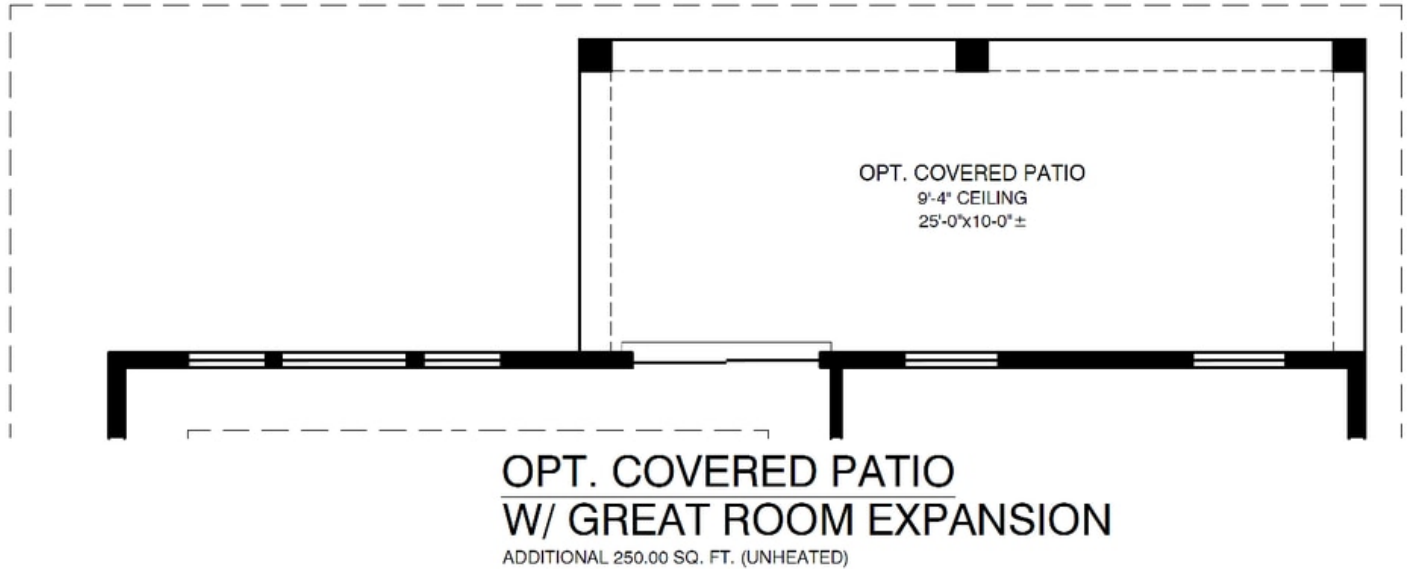 OPT. COVERED PATIO
9'-4" CEILING
25'-0"x10-0"±
OPT. COVERED PATIO
W/ GREAT ROOM EXPANSION
ADDITIONAL 250.00 SQ. FT. (UNHEATED)